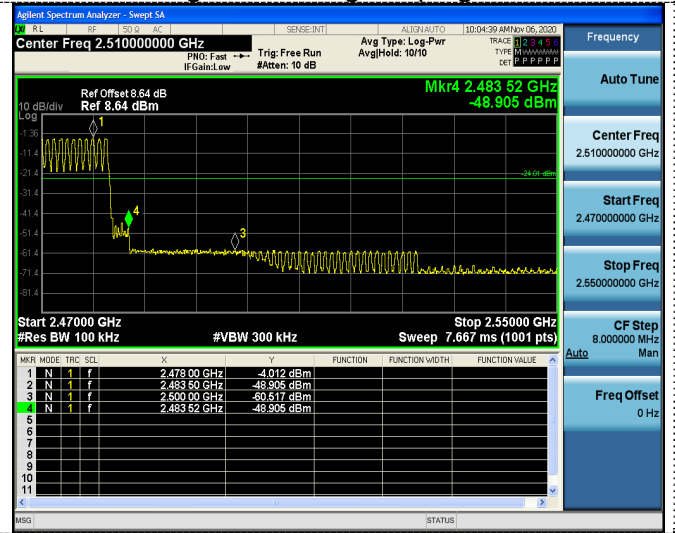 Agilent Spectrum Analyzer - Swept SA
LXI RL RF 50 Ω AC SENSE:INT ALIGNAUTO 10:04:39 AM Nov 06, 2020
Center Freq 2.510000000 GHz
PNO: Fast
IFGain:Low
Trig: Free Run
#Atten: 10 dB
Avg Type: Log-Pwr
Avg|Hold: 10/10
TRACE 1 2 3 4 5 6
TYPE M
DET P P P P P P
Mkr4 2.483 52 GHz
-48.905 dBm
Ref Offset 8.64 dB
10 dB/div Ref 8.64 dBm
Log
1
-1.36
-11.4
-21.4
-24.01 dBm
-31.4
-41.4
4
-51.4
3
-61.4
-71.4
-81.4
Start 2.47000 GHz Stop 2.55000 GHz
#Res BW 100 kHz #VBW 300 kHz Sweep 7.667 ms (1001 pts)
MKR MODE TRC SCL X Y FUNCTION FUNCTION WIDTH FUNCTION VALUE
1 N 1 f 2.478 00 GHz -4.012 dBm
2 N 1 f 2.483 50 GHz -48.905 dBm
3 N 1 f 2.500 00 GHz -60.517 dBm
4 N 1 f 2.483 52 GHz -48.905 dBm
5
6
7
8
9
10
11
MSG STATUS
Frequency
Auto Tune
Center Freq
2.510000000 GHz
Start Freq
2.470000000 GHz
Stop Freq
2.550000000 GHz
CF Step
8.000000 MHz
Auto Man
Freq Offset
0 Hz